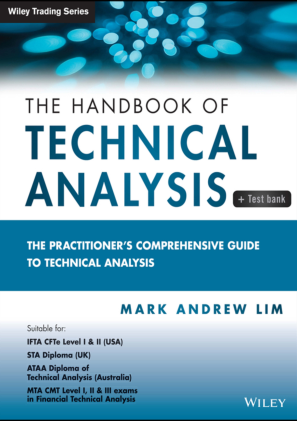 Wiley Trading Series
THE HANDBOOK OF
TECHNICAL
ANALYSIS
+ Test bank
THE PRACTITIONER'S COMPREHENSIVE GUIDE
TO TECHNICAL ANALYSIS
MARK ANDREW LIM
Suitable for:
IFTA CFTe Level I & II (USA)
STA Diploma (UK)
ATAA Diploma of
Technical Analysis (Australia)
MTA CMT Level I, II & III exams
in Financial Technical Analysis
WILEY